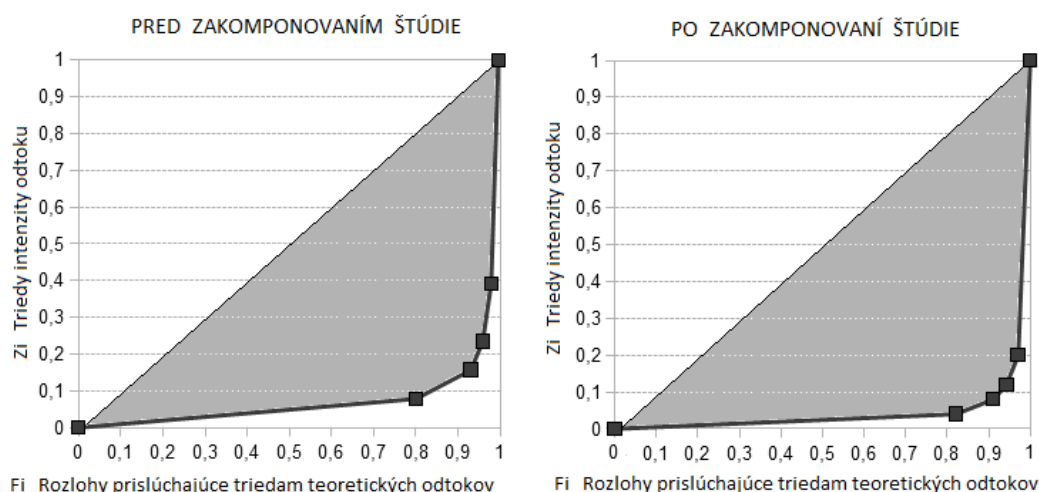 PRED ZAKOMPONOVANÍM ŠTÚDIE
Zi Triedy intenzity odtoku
1
0,9
0,8
0,7
0,6
0,5
0,4
0,3
0,2
0,1
0
0 0,1 0,2 0,3 0,4 0,5 0,6 0,7 0,8 0,9 1
Fi Rozlohy prislúchajúce triedam teoretických odtokov
PO ZAKOMPONOVANÍ ŠTÚDIE
Zi Triedy intenzity odtoku
1
0,9
0,8
0,7
0,6
0,5
0,4
0,3
0,2
0,1
0
0 0,1 0,2 0,3 0,4 0,5 0,6 0,7 0,8 0,9 1
Fi Rozlohy prislúchajúce triedam teoretických odtokov